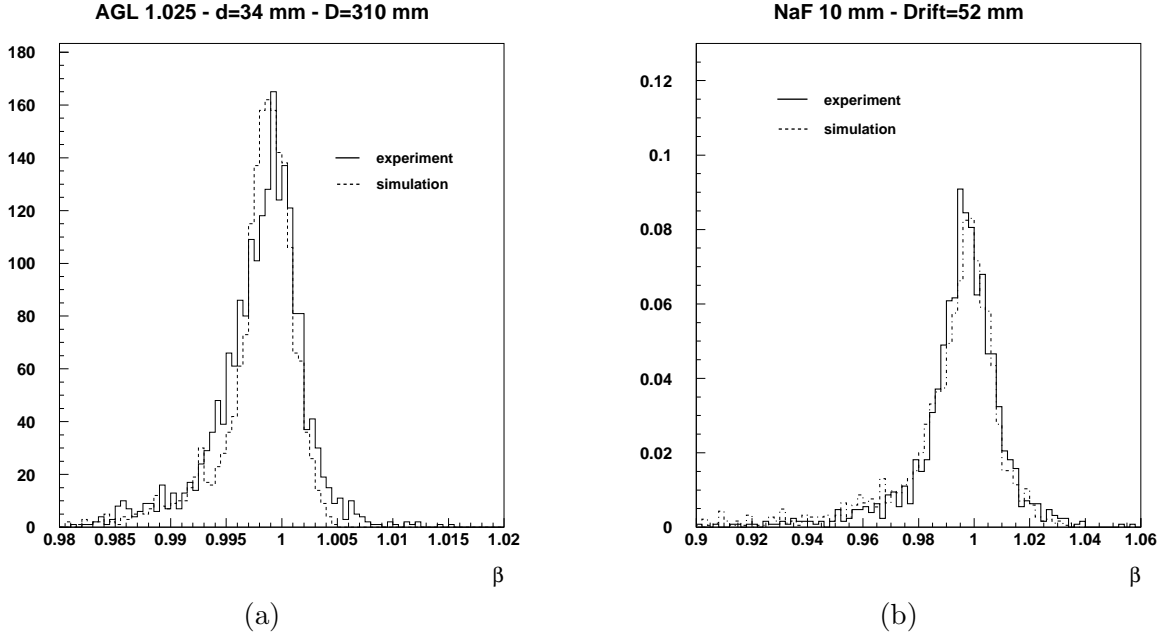 AGL 1.025 - d=34 mm - D=310 mm
180
160
140
120
100
80
60
40
20
0
experiment
simulation
0.98 0.985 0.99 0.995 1 1.005 1.01 1.015 1.02
β
(a)
NaF 10 mm - Drift=52 mm
0.12
0.1
0.08
0.06
0.04
0.02
0
experiment
simulation
0.9 0.92 0.94 0.96 0.98 1 1.02 1.04 1.06
β
(b)